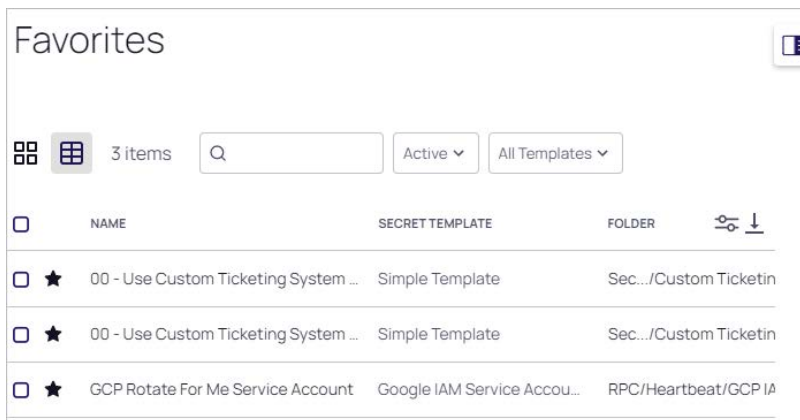 Favorites
3 items Active All Templates
NAME SECRET TEMPLATE FOLDER
00 - Use Custom Ticketing System ... Simple Template Sec.../Custom Ticketin
00 - Use Custom Ticketing System ... Simple Template Sec.../Custom Ticketin
GCP Rotate For Me Service Account Google IAM Service Accou... RPC/Heartbeat/GCP IA